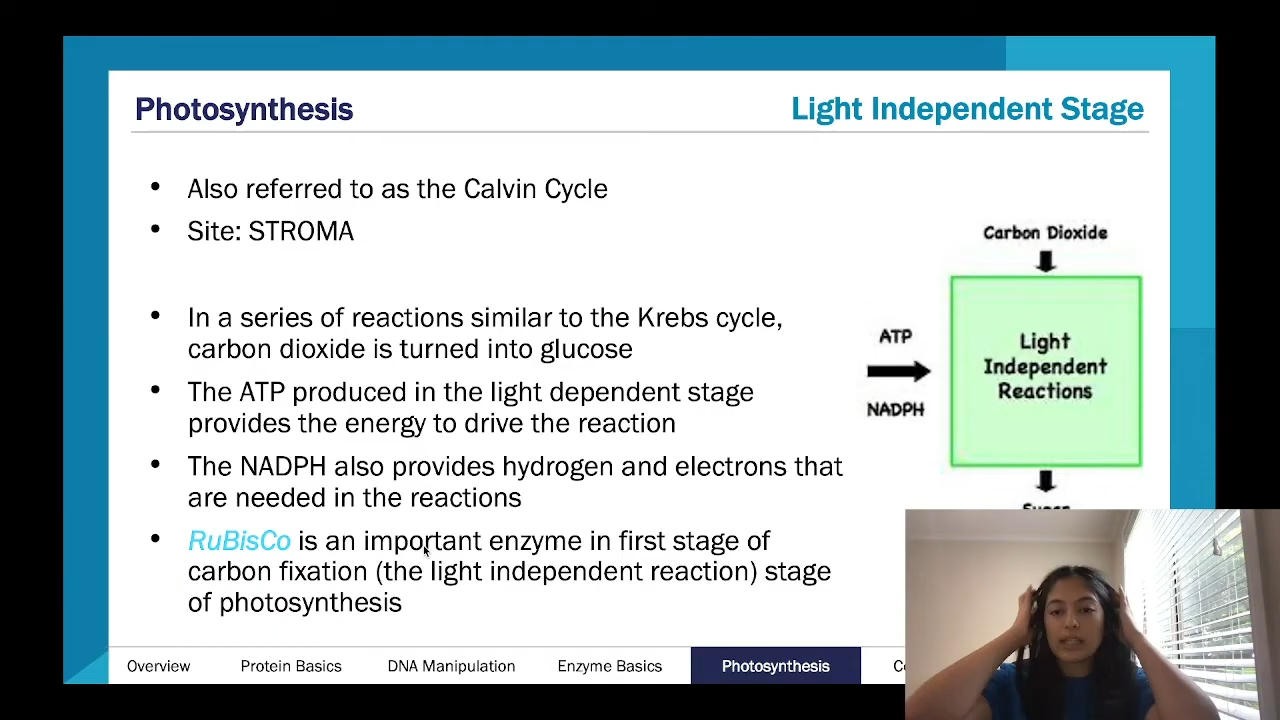 Photosynthesis
Light Independent Stage
• Also referred to as the Calvin Cycle
• Site: STROMA
• In a series of reactions similar to the Krebs cycle,
carbon dioxide is turned into glucose
• The ATP produced in the light dependent stage
provides the energy to drive the reaction
• The NADPH also provides hydrogen and electrons that
are needed in the reactions
• RuBisCo is an important enzyme in first stage of
carbon fixation (the light independent reaction) stage
of photosynthesis
Carbon Dioxide
ATP
NADPH
Light
Independent
Reactions
Overview
Protein Basics
DNA Manipulation
Enzyme Basics
Photosynthesis